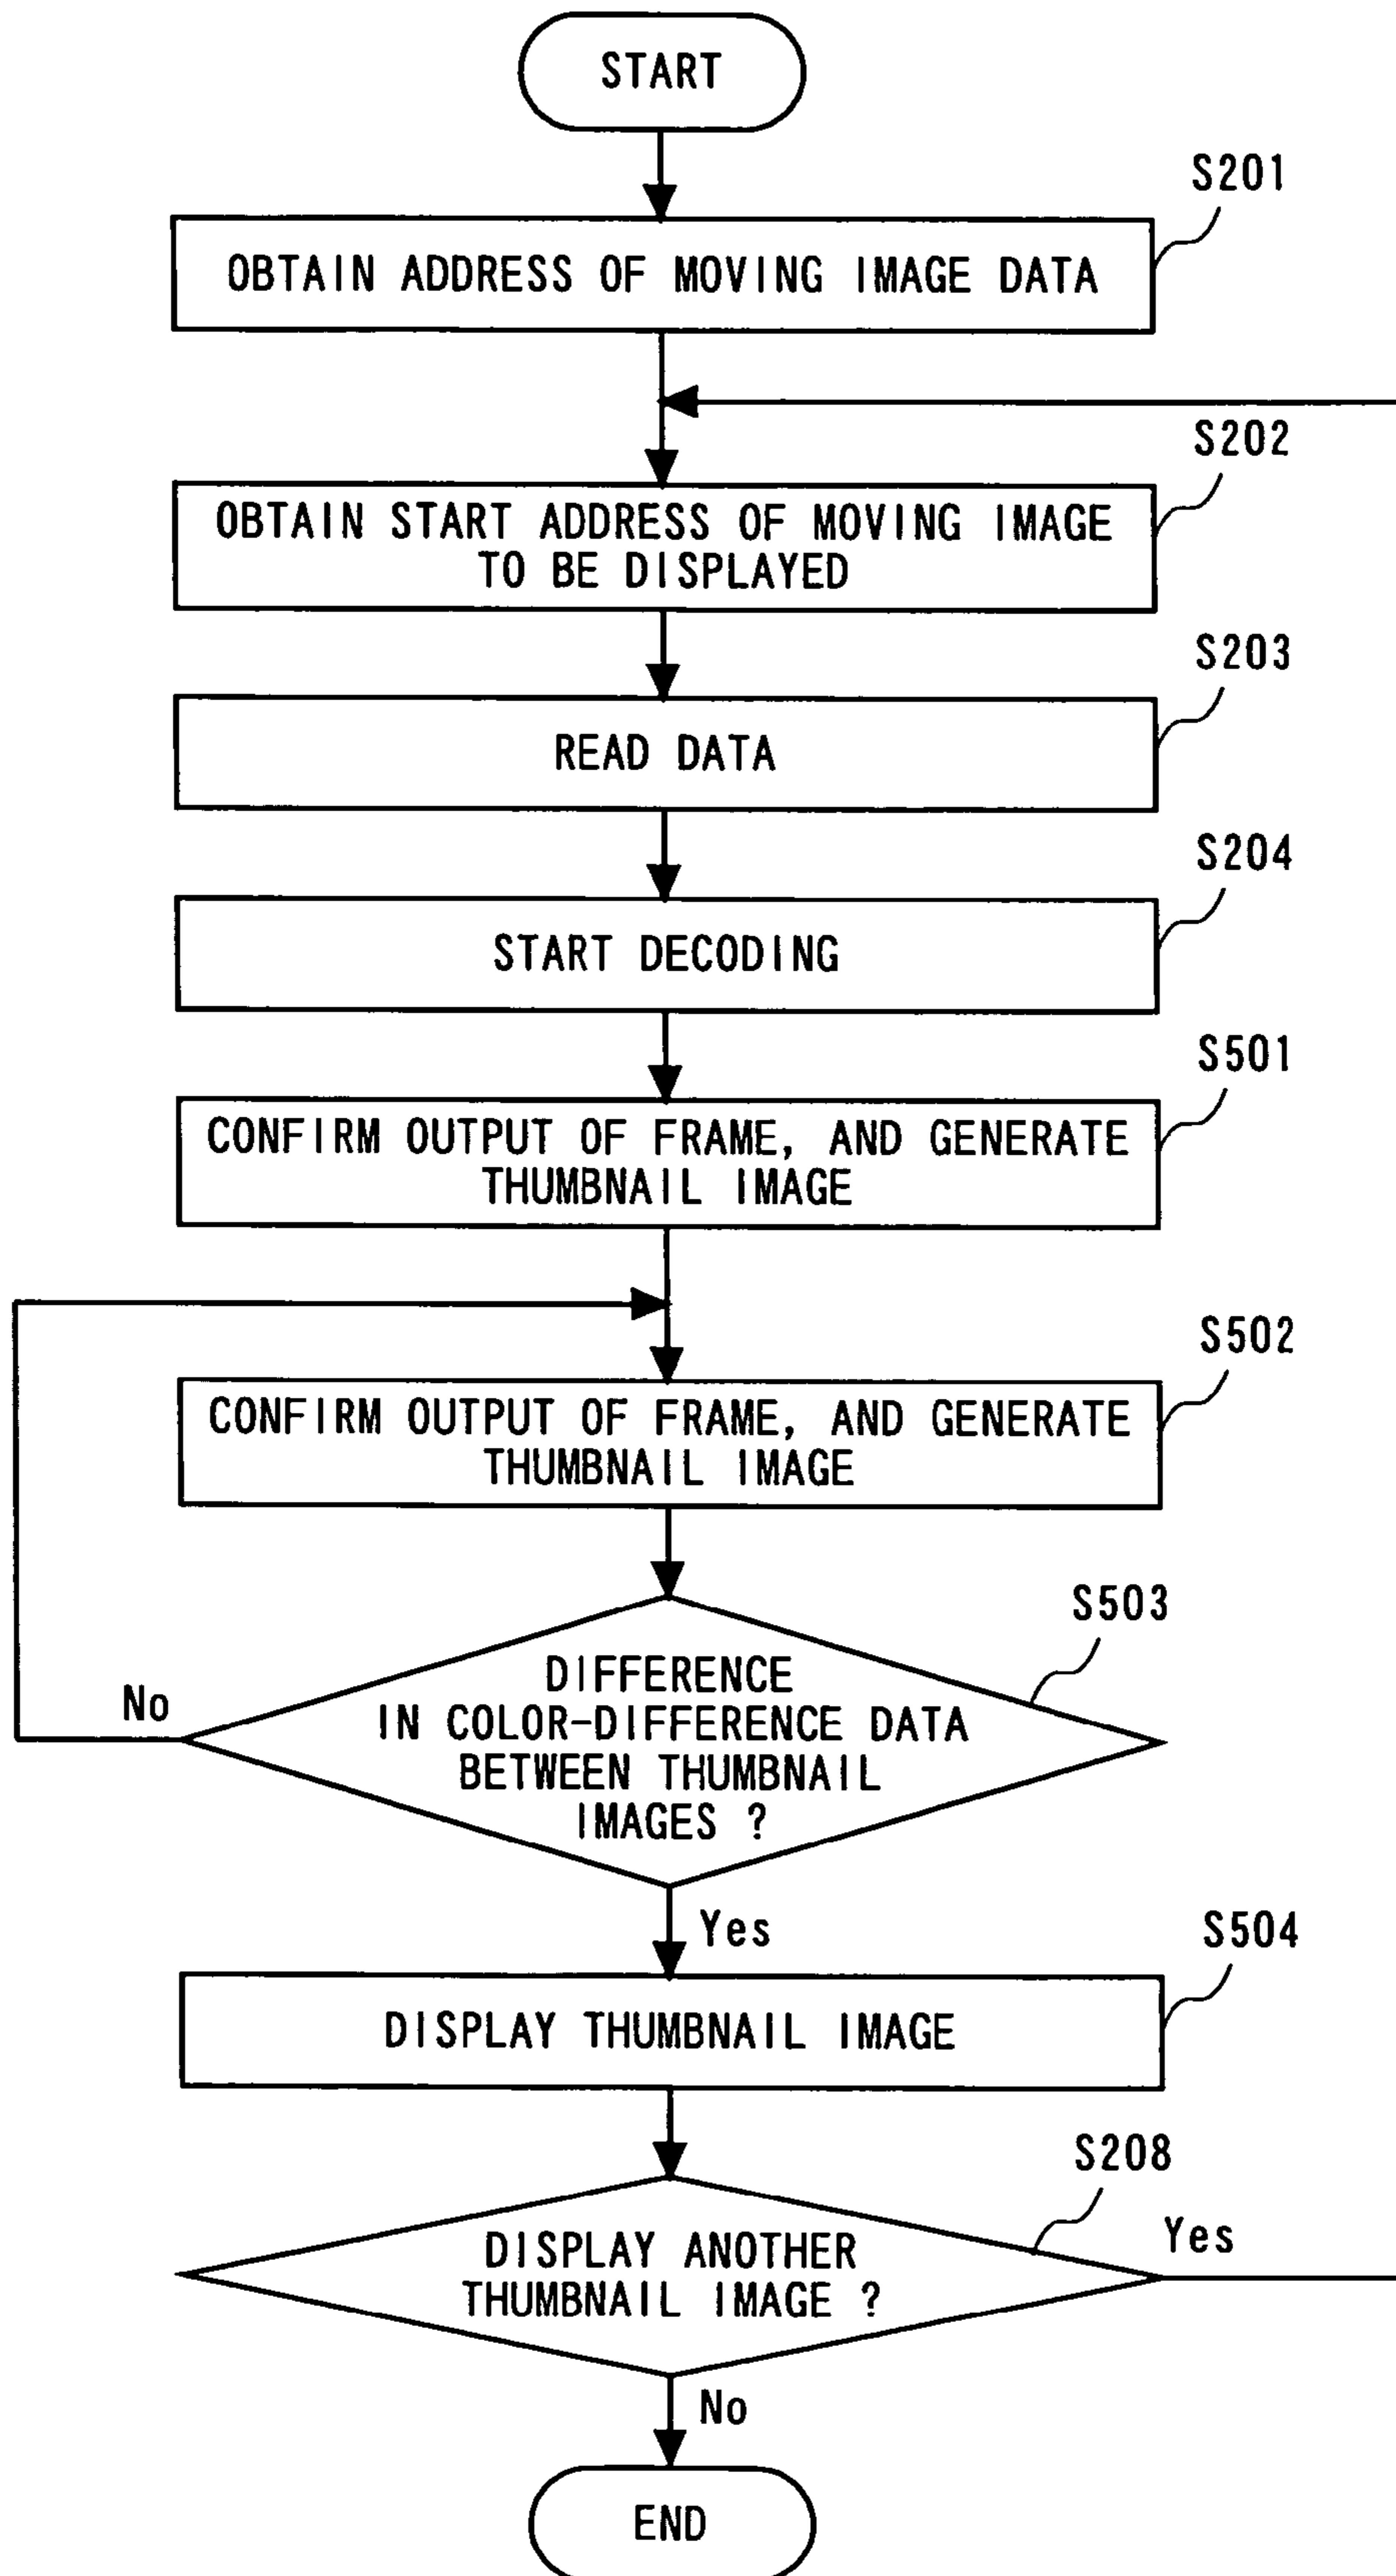 START
S201
OBTAIN ADDRESS OF MOVING IMAGE DATA
S202
OBTAIN START ADDRESS OF MOVING IMAGE
TO BE DISPLAYED
S203
READ DATA
S204
START DECODING
S501
CONFIRM OUTPUT OF FRAME, AND GENERATE
THUMBNAIL IMAGE
S502
CONFIRM OUTPUT OF FRAME, AND GENERATE
THUMBNAIL IMAGE
S503
DIFFERENCE
IN COLOR-DIFFERENCE DATA
BETWEEN THUMBNAIL
IMAGES ?
No
Yes
S504
DISPLAY THUMBNAIL IMAGE
S208
DISPLAY ANOTHER
THUMBNAIL IMAGE ?
Yes
No
END